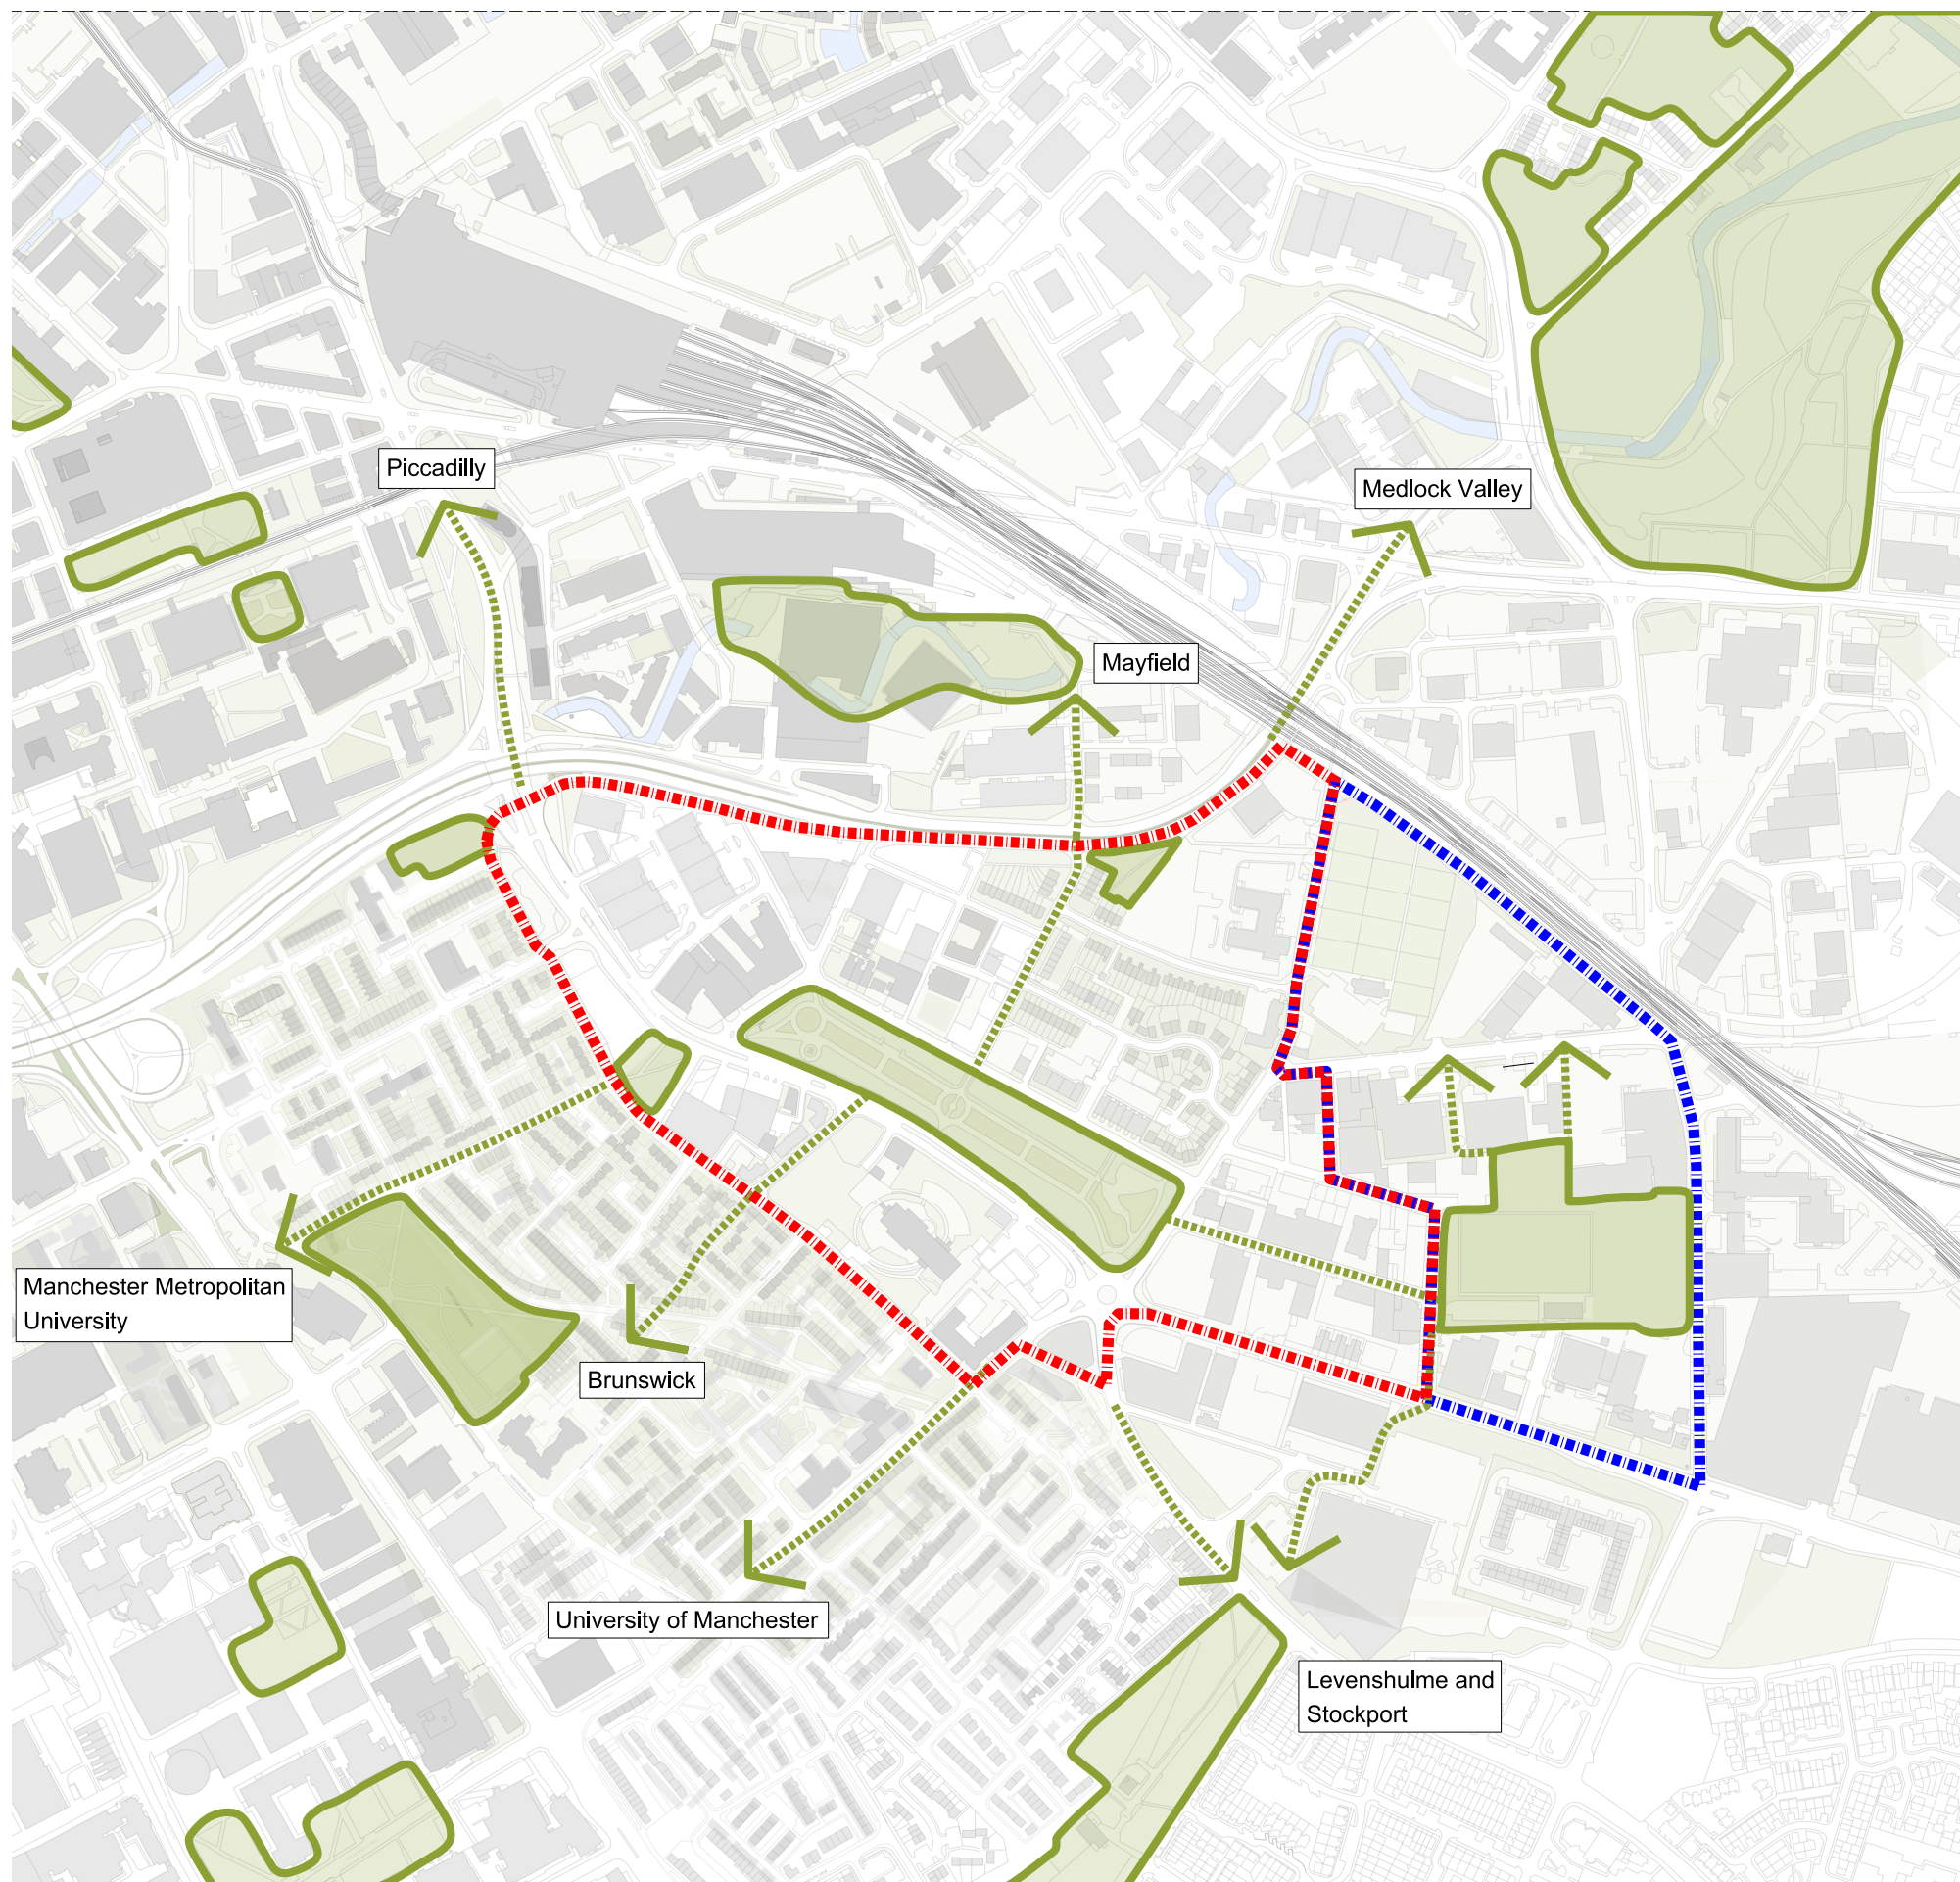 Piccadilly
Medlock Valley
Mayfield
Manchester Metropolitan
University
Brunswick
University of Manchester
Levenshulme and
Stockport